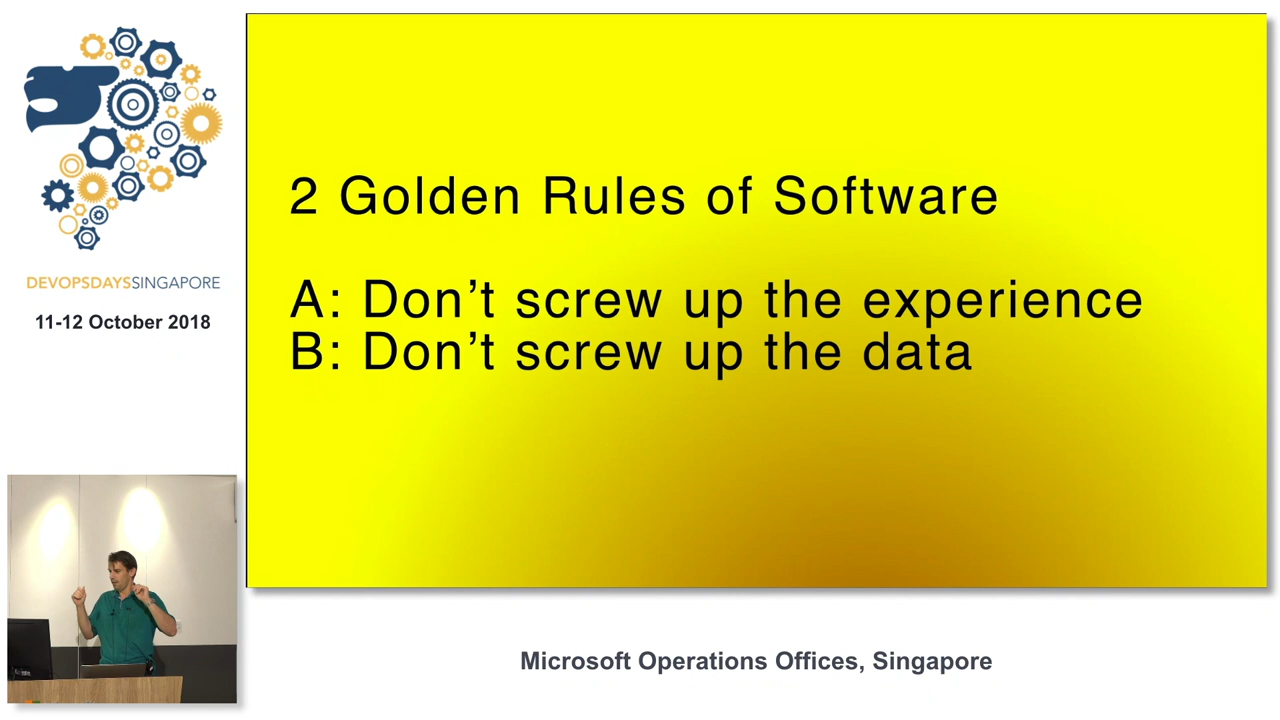 DEVOPSDAYSSINGAPORE
11-12 October 2018
2 Golden Rules of Software
A: Don’t screw up the experience
B: Don’t screw up the data
Microsoft Operations Offices, Singapore